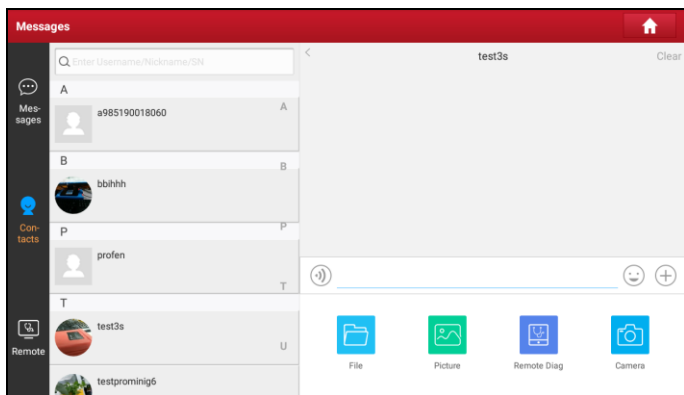 Messages
Enter Username/Nickname/SN
test3s
Clear
Mes-
sages
Con-
tacts
Remote
A
a985190018060
A
B
B
bbihhh
P
P
profen
T
T
test3s
U
testprominig6
File
Picture
Remote Diag
Camera